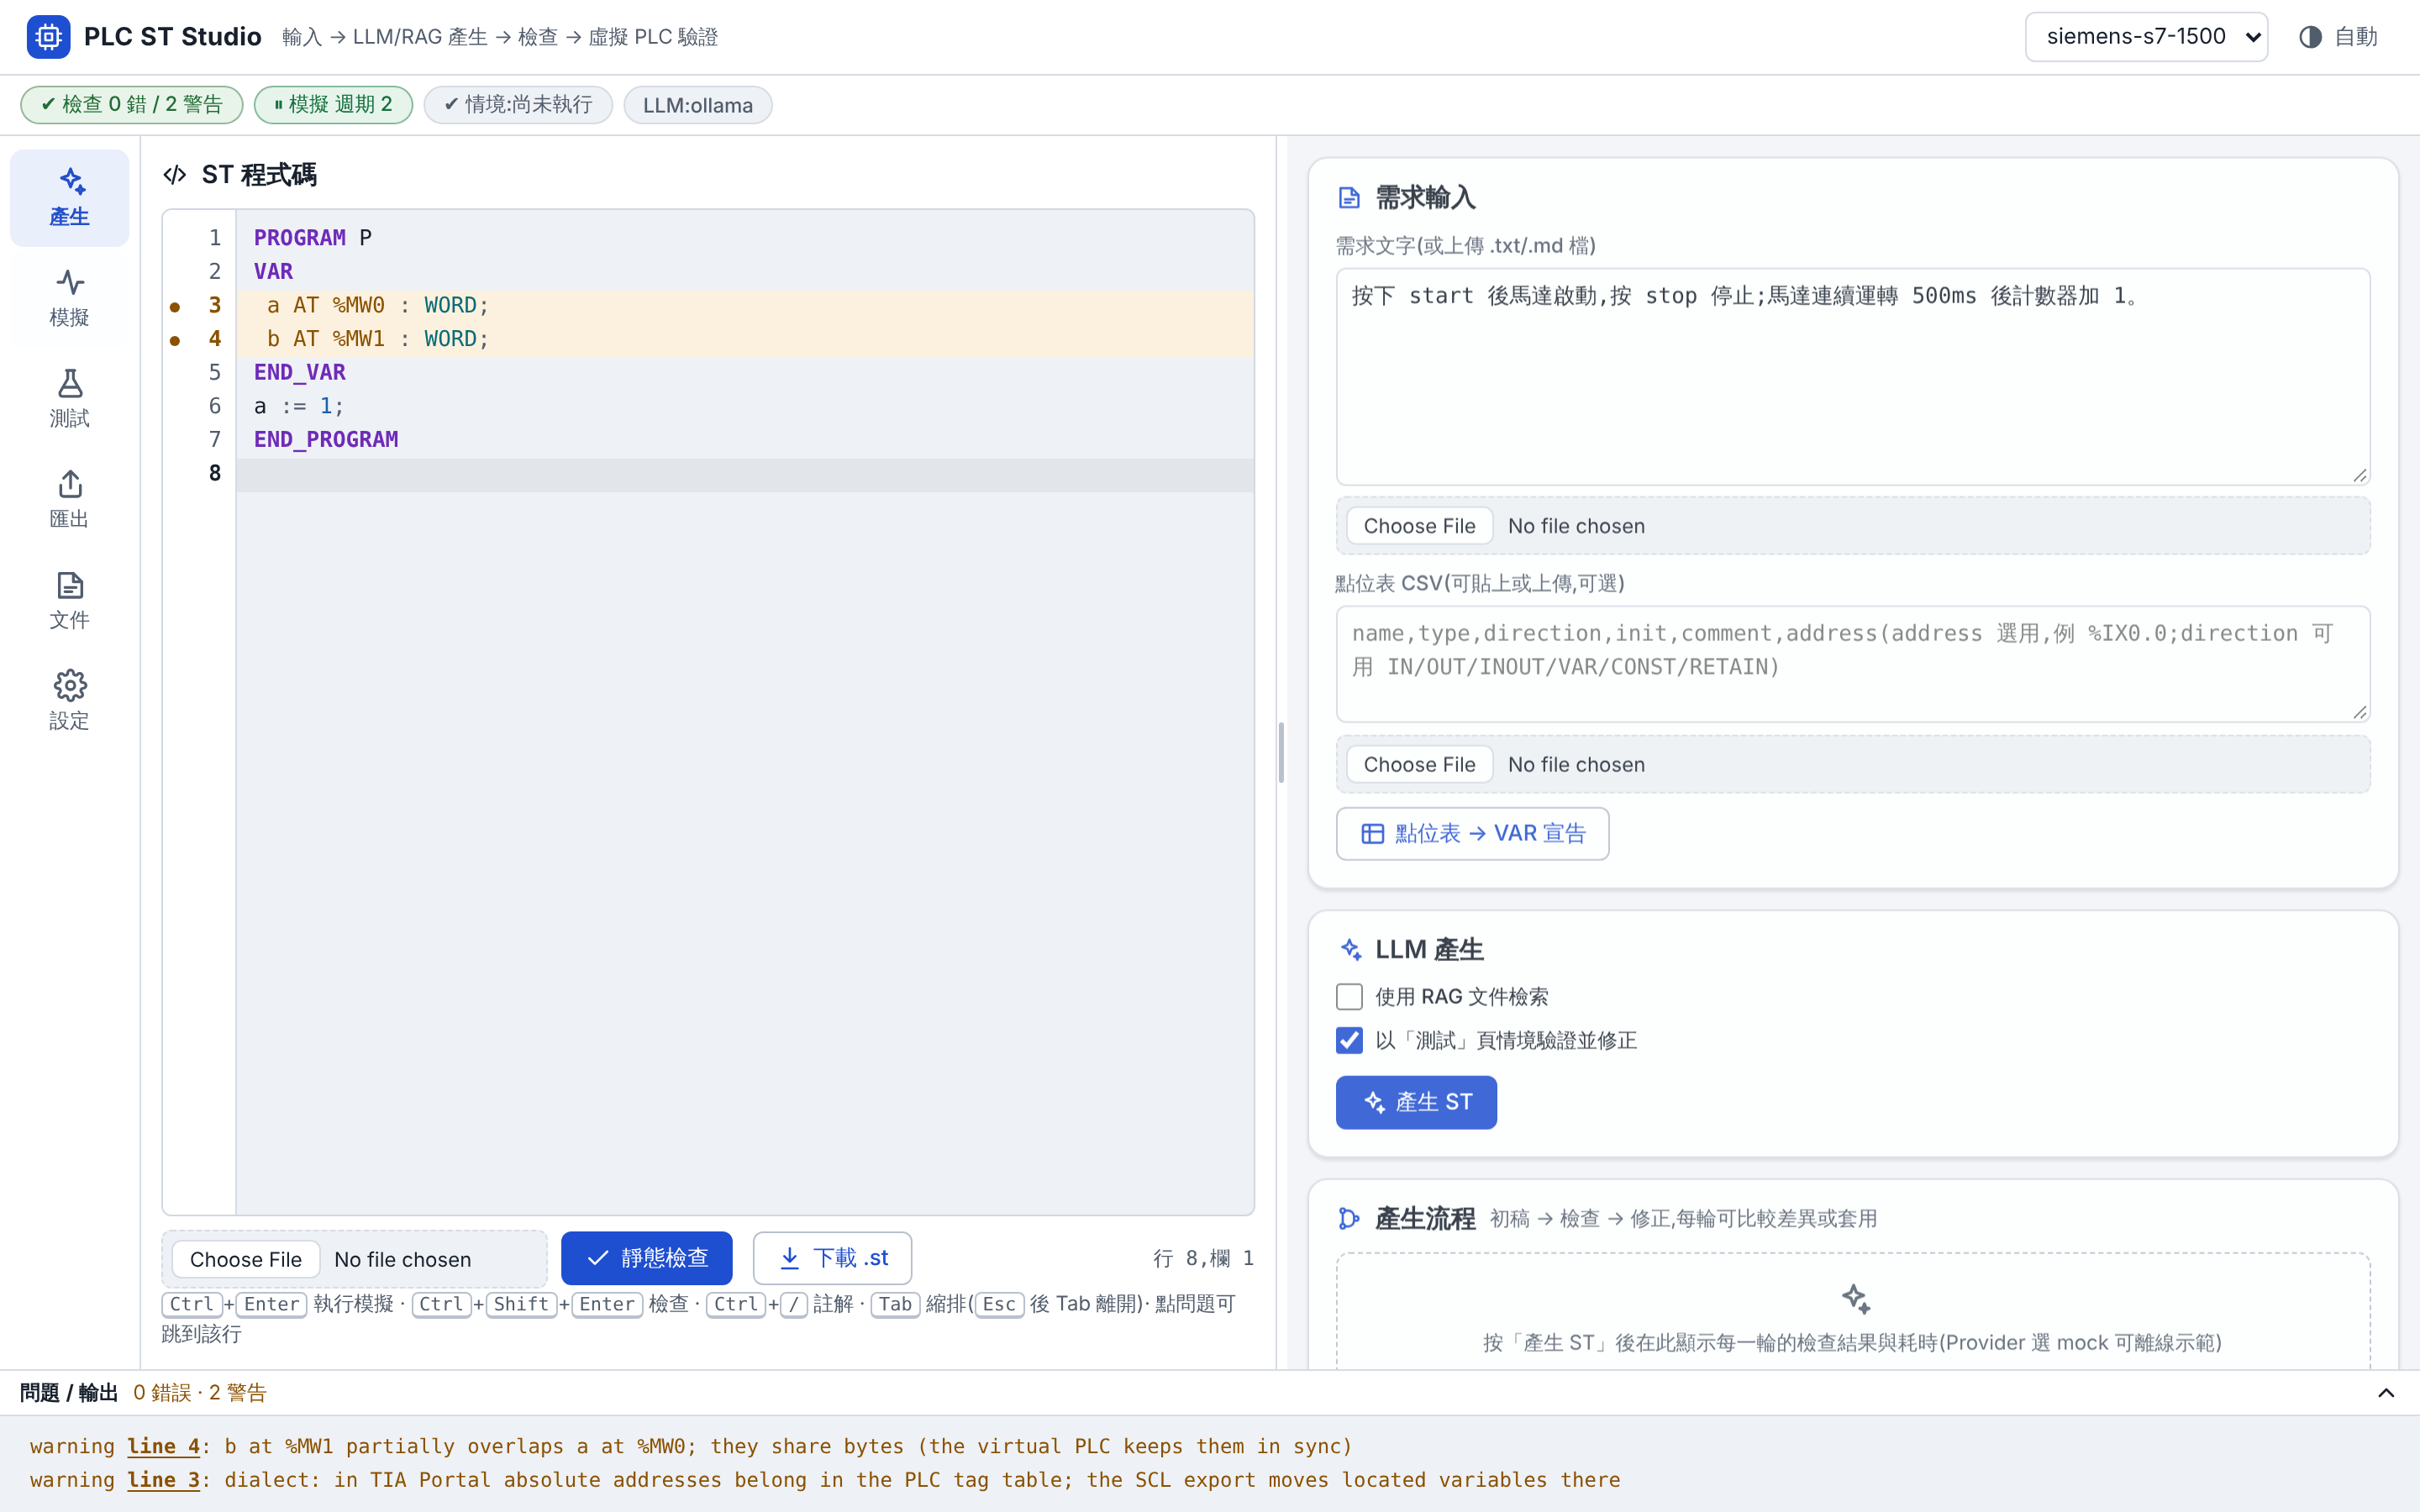 PLC ST Studio 輸入 → LLM/RAG 產生 → 檢查 → 虛擬 PLC 驗證
siemens-s7-1500
自動
✔ 檢查 0 錯 / 2 警告
⏸ 模擬 週期 2
✔ 情境:尚未執行
LLM:ollama
產生
模擬
測試
匯出
文件
設定
</> ST 程式碼
1 PROGRAM P
2 VAR
3 a AT %MW0 : WORD;
4 b AT %MW1 : WORD;
5 END_VAR
6 a := 1;
7 END_PROGRAM
8
Choose File No file chosen
靜態檢查
下載 .st
行 8,欄 1
Ctrl+Enter 執行模擬 · Ctrl+Shift+Enter 檢查 · Ctrl+/ 註解 · Tab 縮排(Esc 後 Tab 離開)· 點問題可
跳到該行
需求輸入
需求文字(或上傳 .txt/.md 檔)
按下 start 後馬達啟動,按 stop 停止;馬達連續運轉 500ms 後計數器加 1。
Choose File No file chosen
點位表 CSV(可貼上或上傳,可選)
name,type,direction,init,comment,address(address 選用,例 %IX0.0;direction 可
用 IN/OUT/INOUT/VAR/CONST/RETAIN)
Choose File No file chosen
點位表 → VAR 宣告
LLM 產生
使用 RAG 文件檢索
以「測試」頁情境驗證並修正
產生 ST
產生流程 初稿 → 檢查 → 修正,每輪可比較差異或套用
按「產生 ST」後在此顯示每一輪的檢查結果與耗時(Provider 選 mock 可離線示範)
問題 / 輸出 0 錯誤 · 2 警告
warning line 4: b at %MW1 partially overlaps a at %MW0; they share bytes (the virtual PLC keeps them in sync)
warning line 3: dialect: in TIA Portal absolute addresses belong in the PLC tag table; the SCL export moves located variables there